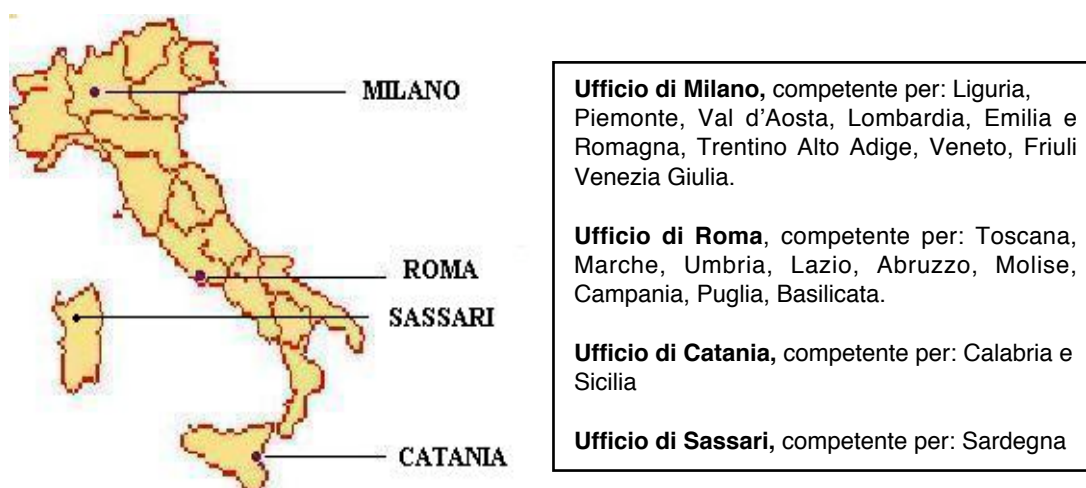 MILANO
ROMA
SASSARI
CATANIA
Ufficio di Milano, competente per: Liguria,
Piemonte, Val d’Aosta, Lombardia, Emilia e
Romagna, Trentino Alto Adige, Veneto, Friuli
Venezia Giulia.
Ufficio di Roma, competente per: Toscana,
Marche, Umbria, Lazio, Abruzzo, Molise,
Campania, Puglia, Basilicata.
Ufficio di Catania, competente per: Calabria e
Sicilia
Ufficio di Sassari, competente per: Sardegna